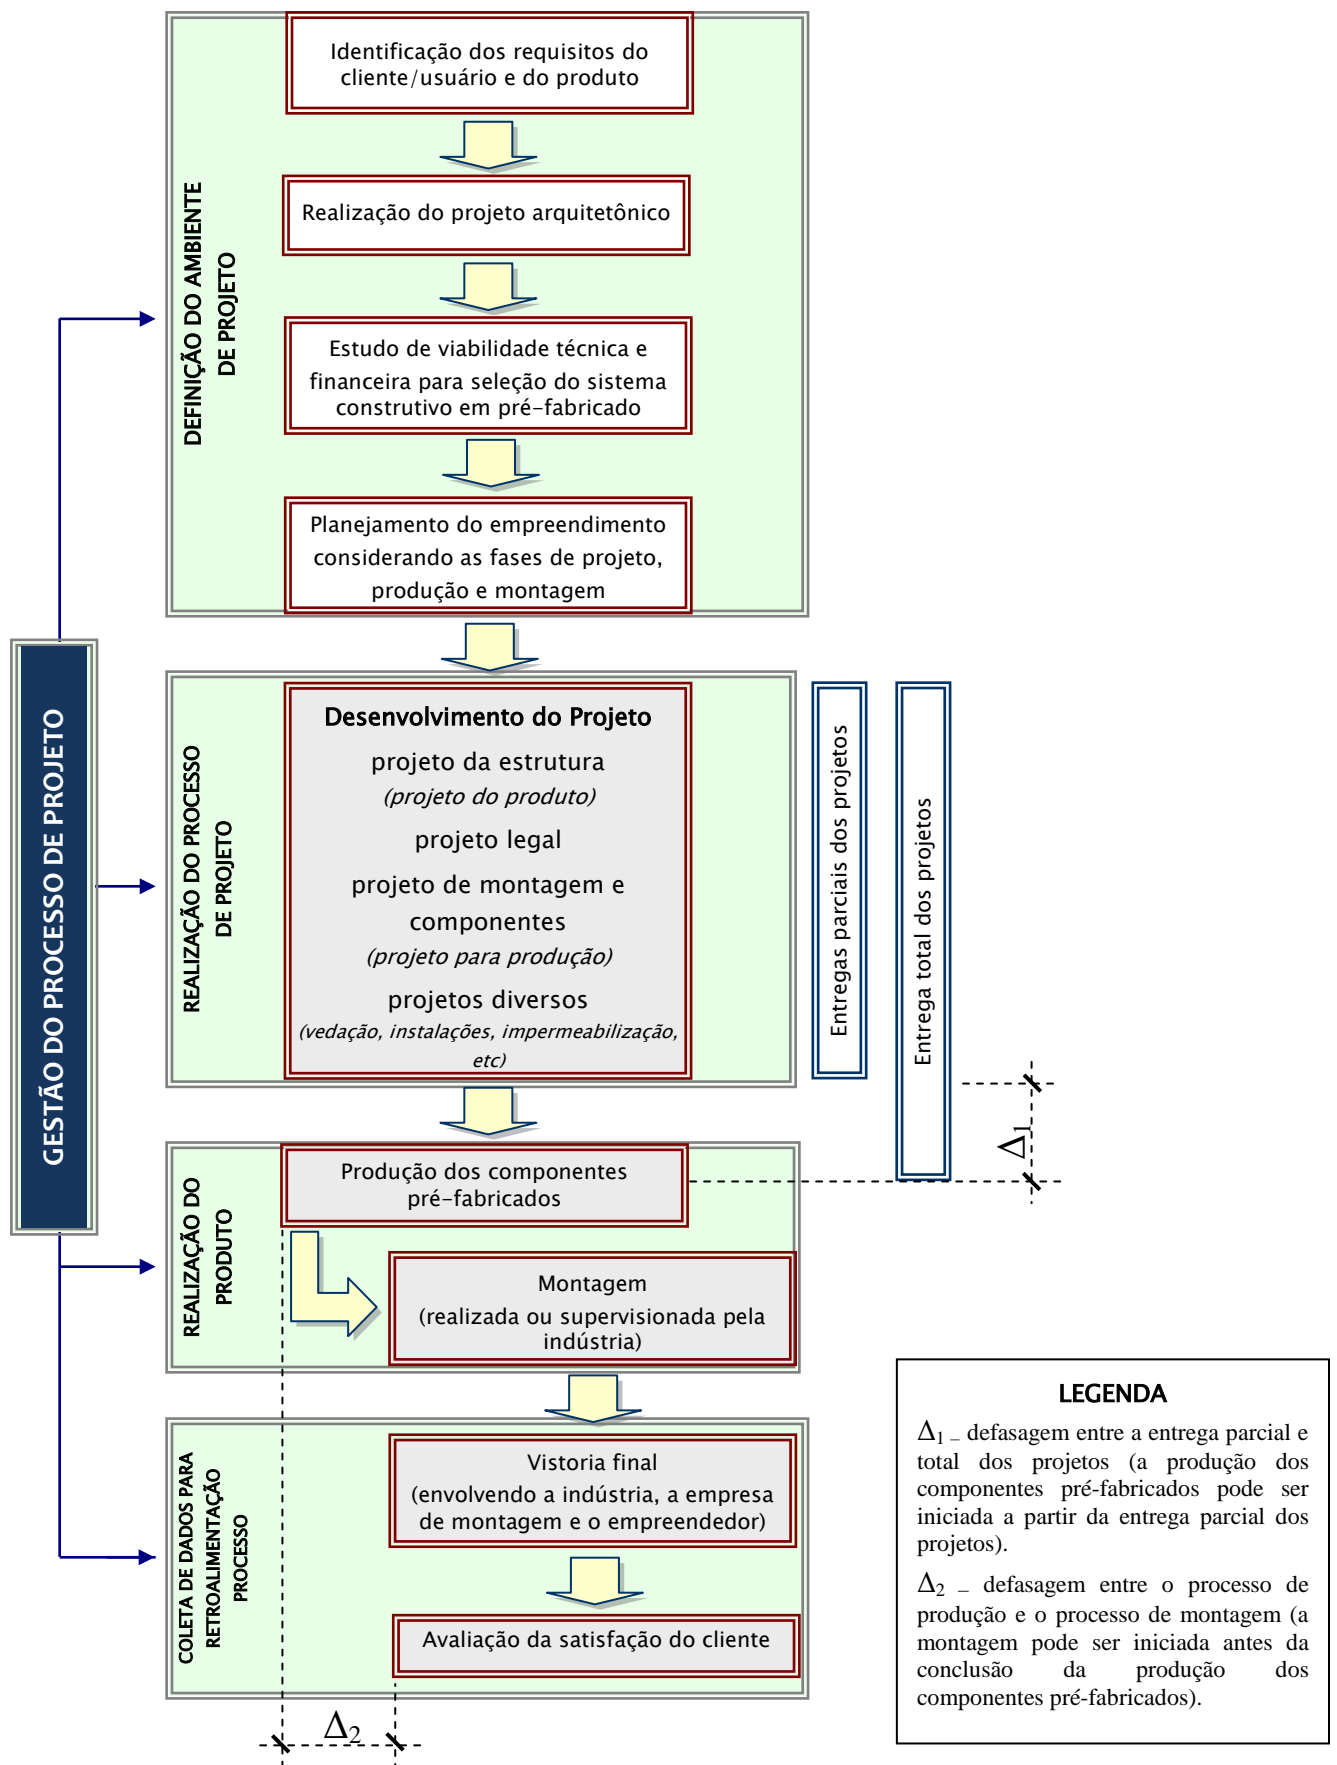 Identificação dos requisitos do
cliente/usuário e do produto
Realização do projeto arquitetônico
Estudo de viabilidade técnica e
financeira para seleção do sistema
construtivo em pré-fabricado
Planejamento do empreendimento
considerando as fases de projeto,
produção e montagem
DEFINIÇÃO DO AMBIENTE
DE PROJETO
GESTÃO DO PROCESSO DE PROJETO
REALIZAÇÃO DO PROCESSO
DE PROJETO
Desenvolvimento do Projeto
projeto da estrutura
(projeto do produto)
projeto legal
projeto de montagem e
componentes
(projeto para produção)
projetos diversos
(vedação, instalações, impermeabilização,
etc)
Entregas parciais dos projetos
Entrega total dos projetos
Δ1
REALIZAÇÃO DO
PRODUTO
Produção dos componentes
pré-fabricados
Montagem
(realizada ou supervisionada pela
indústria)
COLETA DE DADOS PARA
RETROALIMENTAÇÃO
PROCESSO
Vistoria final
(envolvendo a indústria, a empresa
de montagem e o empreendedor)
Avaliação da satisfação do cliente
Δ2
LEGENDA
Δ1 – defasagem entre a entrega parcial e
total dos projetos (a produção dos
componentes pré-fabricados pode ser
iniciada a partir da entrega parcial dos
projetos).
Δ2 – defasagem entre o processo de
produção e o processo de montagem (a
montagem pode ser iniciada antes da
conclusão da produção dos
componentes pré-fabricados).